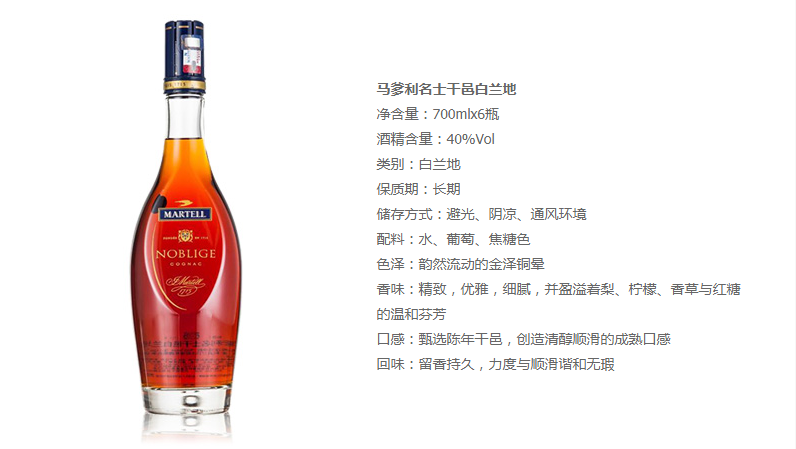 马爹利名士干邑白兰地
净含量：700mlx6瓶
酒精含量：40%Vol
类别：白兰地
保质期：长期
储存方式：避光、阴凉、通风环境
配料：水、葡萄、焦糖色
色泽：韵然流动的金泽铜晕
香味：精致，优雅，细腻，并盈溢着梨、柠檬、香草与红糖
的温和芬芳
口感：甄选陈年干邑，创造清醇顺滑的成熟口感
回味：留香持久，力度与顺滑谐和无瑕
MARTELL
NOBLIGE
COGNAC
J. Martell
1715